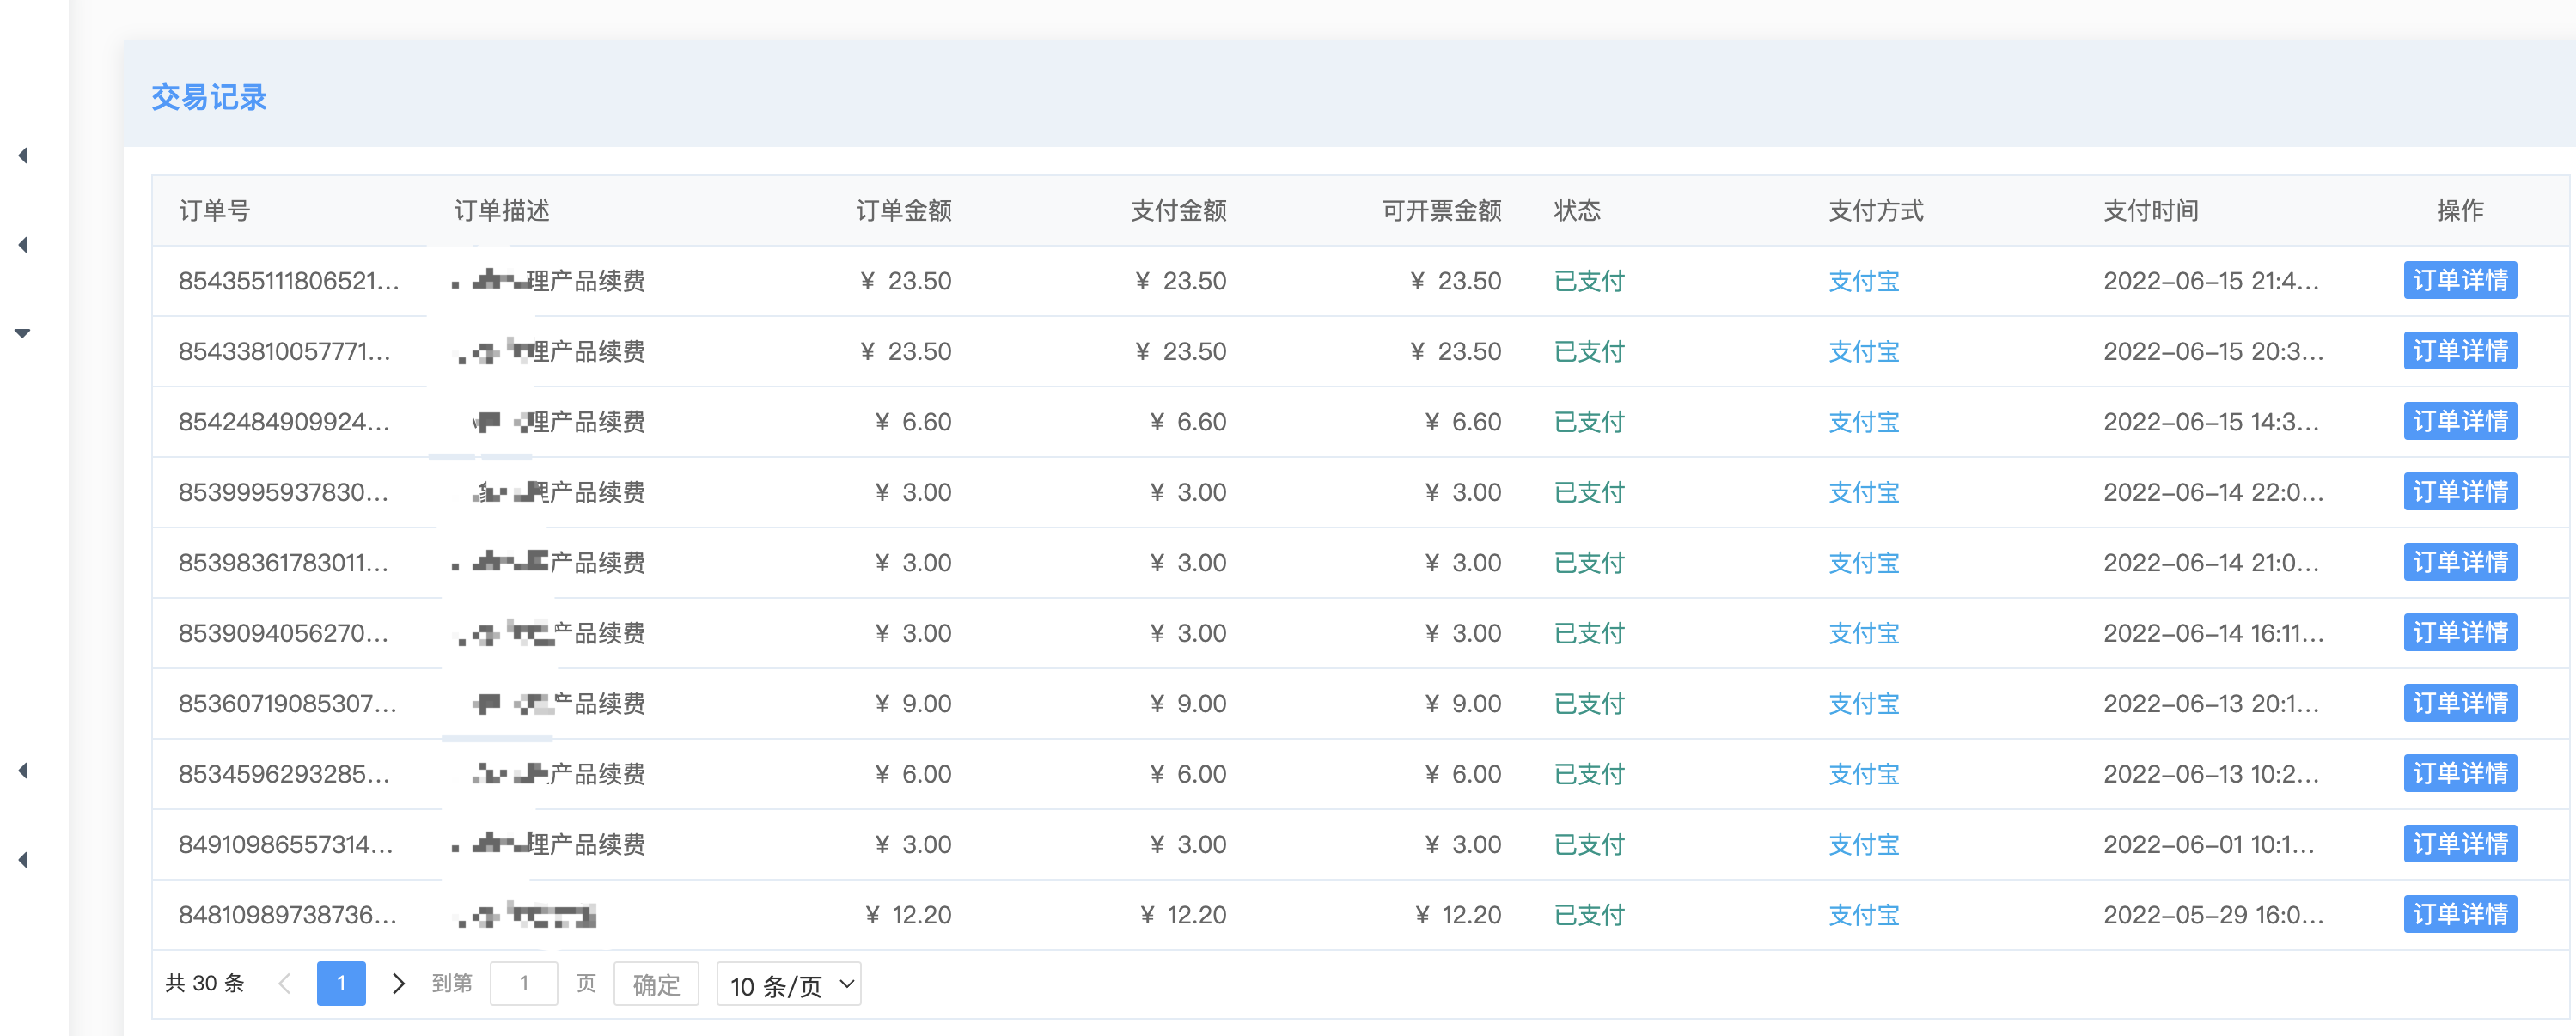 交易记录
订单号 订单描述 订单金额 支付金额 可开票金额 状态 支付方式 支付时间 操作
854355111806521... 理产品续费 ¥ 23.50 ¥ 23.50 ¥ 23.50 已支付 支付宝 2022-06-15 21:4... 订单详情
85433810057771... 理产品续费 ¥ 23.50 ¥ 23.50 ¥ 23.50 已支付 支付宝 2022-06-15 20:3... 订单详情
8542484909924... 理产品续费 ¥ 6.60 ¥ 6.60 ¥ 6.60 已支付 支付宝 2022-06-15 14:3... 订单详情
8539995937830... 理产品续费 ¥ 3.00 ¥ 3.00 ¥ 3.00 已支付 支付宝 2022-06-14 22:0... 订单详情
85398361783011... 产品续费 ¥ 3.00 ¥ 3.00 ¥ 3.00 已支付 支付宝 2022-06-14 21:0... 订单详情
8539094056270... 产品续费 ¥ 3.00 ¥ 3.00 ¥ 3.00 已支付 支付宝 2022-06-14 16:11... 订单详情
85360719085307... 产品续费 ¥ 9.00 ¥ 9.00 ¥ 9.00 已支付 支付宝 2022-06-13 20:1... 订单详情
8534596293285... 产品续费 ¥ 6.00 ¥ 6.00 ¥ 6.00 已支付 支付宝 2022-06-13 10:2... 订单详情
84910986557314... 理产品续费 ¥ 3.00 ¥ 3.00 ¥ 3.00 已支付 支付宝 2022-06-01 10:1... 订单详情
84810989738736... ¥ 12.20 ¥ 12.20 ¥ 12.20 已支付 支付宝 2022-05-29 16:0... 订单详情
共 30 条 1 到第 1 页 确定 10 条/页